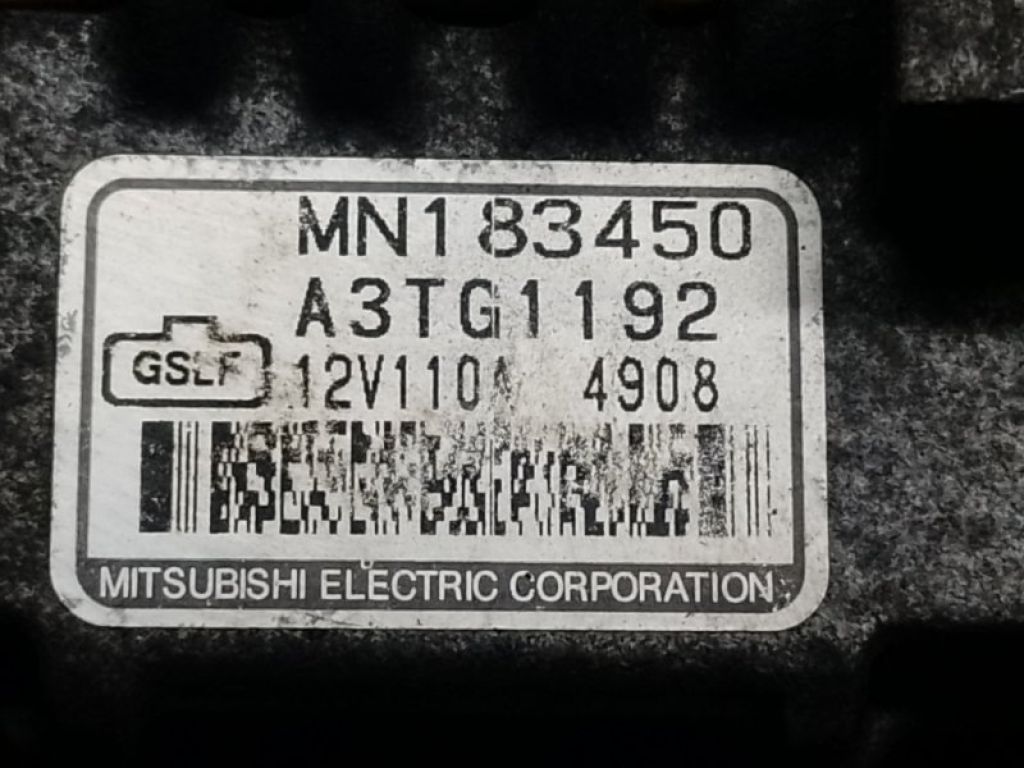 MN183450
A3TG1192
GSLF
12V110A 4908
MITSUBISHI ELECTRIC CORPORATION